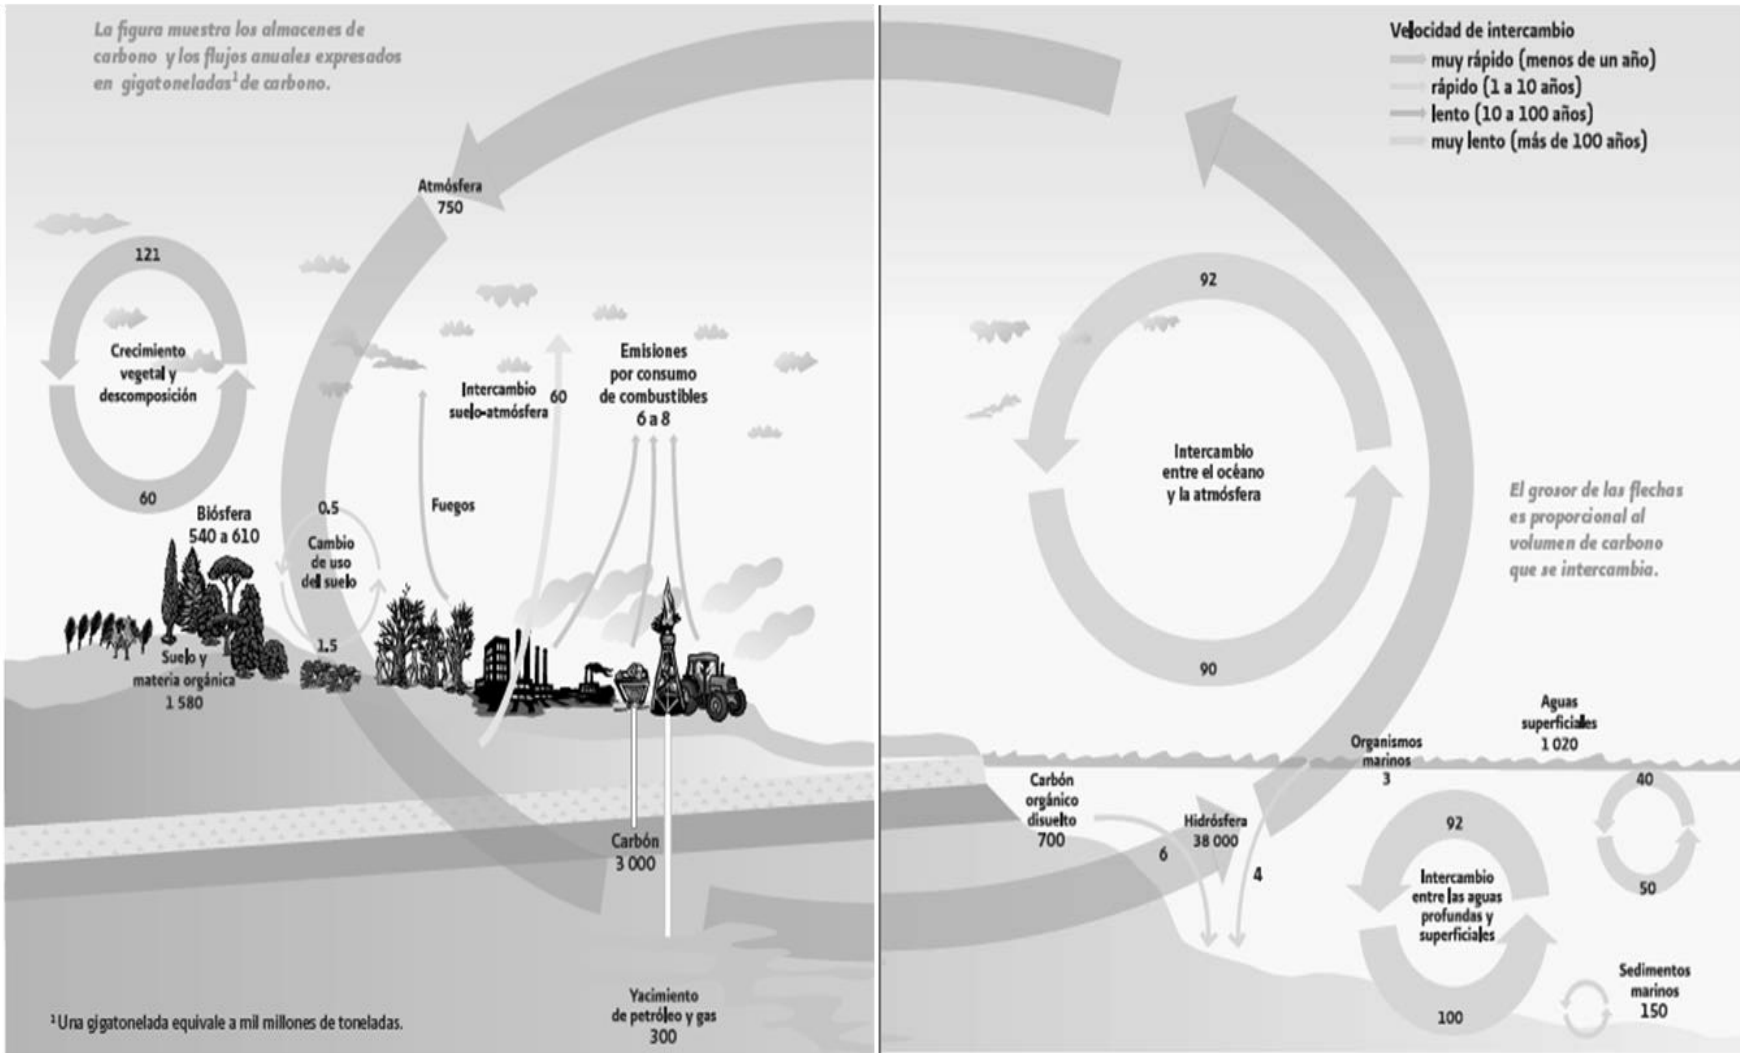 La figura muestra los almacenes de
carbono y los flujos anuales expresados
en gigatoneladas¹ de carbono.
Atmósfera
750
121
Crecimiento
vegetal y
descomposición
60
Biósfera
540 a 610
Suelo y
materia orgánica
1 580
0.5
Cambio
de uso
del suelo
1.5
Fuegos
Intercambio
suelo-atmósfera
60
Emisiones
por consumo
de combustibles
6 a 8
Carbón
3 000
Yacimiento
de petróleo y gas
300
¹Una gigatonelada equivale a mil millones de toneladas.
Velocidad de intercambio
muy rápido (menos de un año)
rápido (1 a 10 años)
lento (10 a 100 años)
muy lento (más de 100 años)
92
Intercambio
entre el océano
y la atmósfera
90
El grosor de las flechas
es proporcional al
volumen de carbono
que se intercambia.
Aguas
superficiales
1 020
Organismos
marinos
3
Carbón
orgánico
disuelto
700
Hidrósfera
38 000
6
4
92
Intercambio
entre las aguas
profundas y
superficiales
100
40
50
Sedimentos
marinos
150